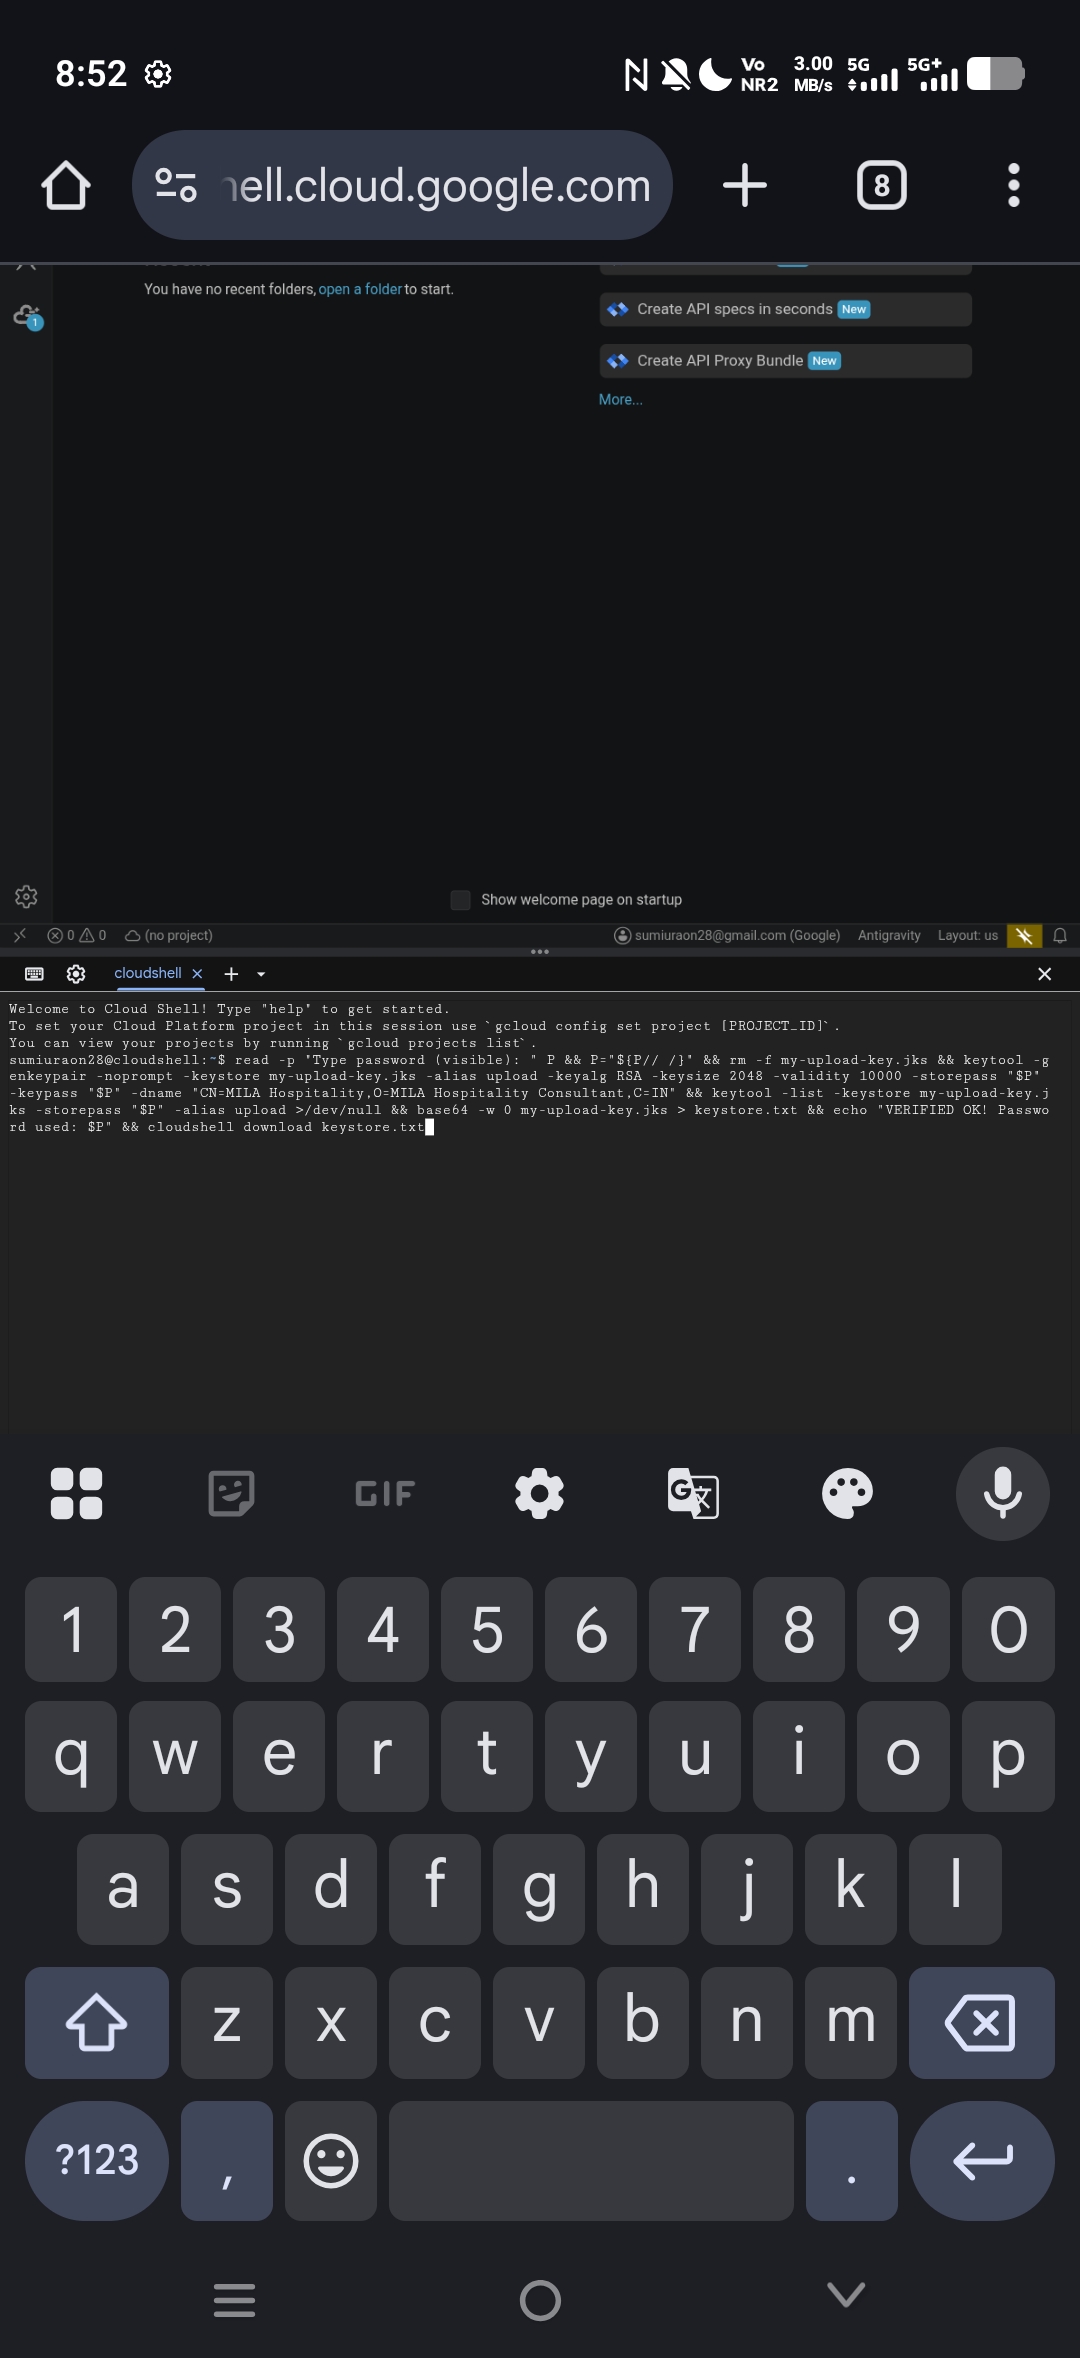 8:52
Vo
NR2
3.00
MB/s
5G
5G+
ell.cloud.google.com
8
You have no recent folders, open a folder to start.
Create API specs in seconds New
Create API Proxy Bundle New
More...
1
Show welcome page on startup
0 0 (no project) sumiuraon28@gmail.com (Google) Antigravity Layout: us
cloudshell
Welcome to Cloud Shell! Type "help" to get started.
To set your Cloud Platform project in this session use `gcloud config set project [PROJECT_ID]`.
You can view your projects by running `gcloud projects list`.
sumiuraon28@cloudshell:~$ read -p "Type password (visible): " P && P="${P// /}" && rm -f my-upload-key.jks && keytool -g
enkeypair -noprompt -keystore my-upload-key.jks -alias upload -keyalg RSA -keysize 2048 -validity 10000 -storepass "$P"
-keypass "$P" -dname "CN=MILA Hospitality,O=MILA Hospitality Consultant,C=IN" && keytool -list -keystore my-upload-key.j
ks -storepass "$P" -alias upload >/dev/null && base64 -w 0 my-upload-key.jks > keystore.txt && echo "VERIFIED OK! Passwo
rd used: $P" && cloudshell download keystore.txt
GIF
G 文
1 2 3 4 5 6 7 8 9 0
q w e r t y u i o p
a s d f g h j k l
z x c v b n m
?123 , .